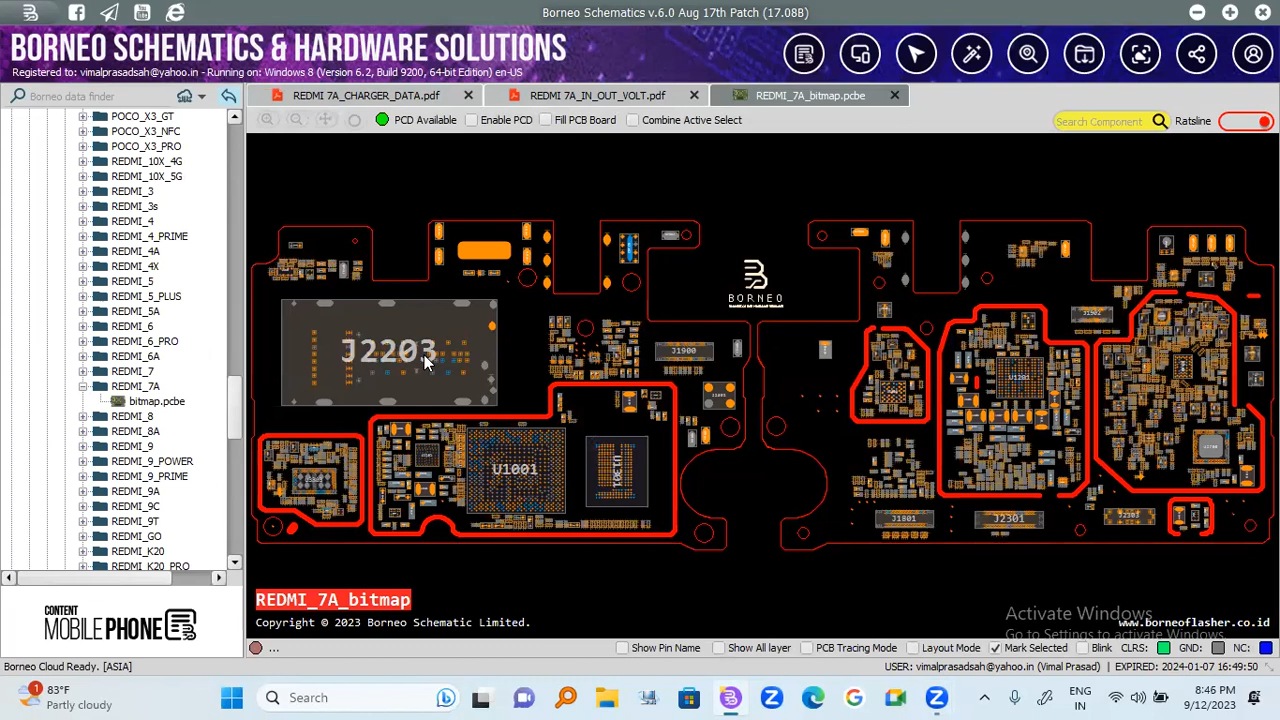 Borneo Schematics v.6.0 Aug 17th Patch (17.08B)
BORNEO SCHEMATICS & HARDWARE SOLUTIONS
Registered to: vimalprasadsah@yahoo.in - Running on: Windows 8 (Version 6.2, Build 9200, 64-bit Edition) en-US
Borneo data finder
REDMI 7A_CHARGER_DATA.pdf
REDMI 7A_IN_OUT_VOLT.pdf
REDMI_7A_bitmap.pcbe
PCD Available
Enable PCD
Fill PCB Board
Combine Active Select
Search Component
Ratsline
POCO_X3_GT
POCO_X3_NFC
POCO_X3_PRO
REDMI_10X_4G
REDMI_10X_5G
REDMI_3
REDMI_3s
REDMI_4
REDMI_4_PRIME
REDMI_4A
REDMI_4X
REDMI_5
REDMI_5_PLUS
REDMI_5A
REDMI_6
REDMI_6_PRO
REDMI_6A
REDMI_7
REDMI_7A
bitmap.pcbe
REDMI_8
REDMI_8A
REDMI_9
REDMI_9_POWER
REDMI_9_PRIME
REDMI_9A
REDMI_9C
REDMI_9T
REDMI_GO
REDMI_K20
REDMI_K20_PRO
BORNEO
J2203
J1900
U1001
U1301
U1201
J1801
J2301
REDMI_7A_bitmap
Copyright © 2023 Borneo Schematic Limited.
www.borneoflasher.co.id
Activate Windows
Go to Settings to activate Windows.
CONTENT
MOBILE PHONE
...
Show Pin Name
Show All layer
PCB Tracing Mode
Layout Mode
Mark Selected
Blink
CLRS:
GND:
NC:
Borneo Cloud Ready. [ASIA]
USER: vimalprasadsah@yahoo.in (Vimal Prasad) | EXPIRED: 2024-01-07 16:49:50
1
83°F
Partly cloudy
Search
ENG
IN
8:46 PM
9/12/2023